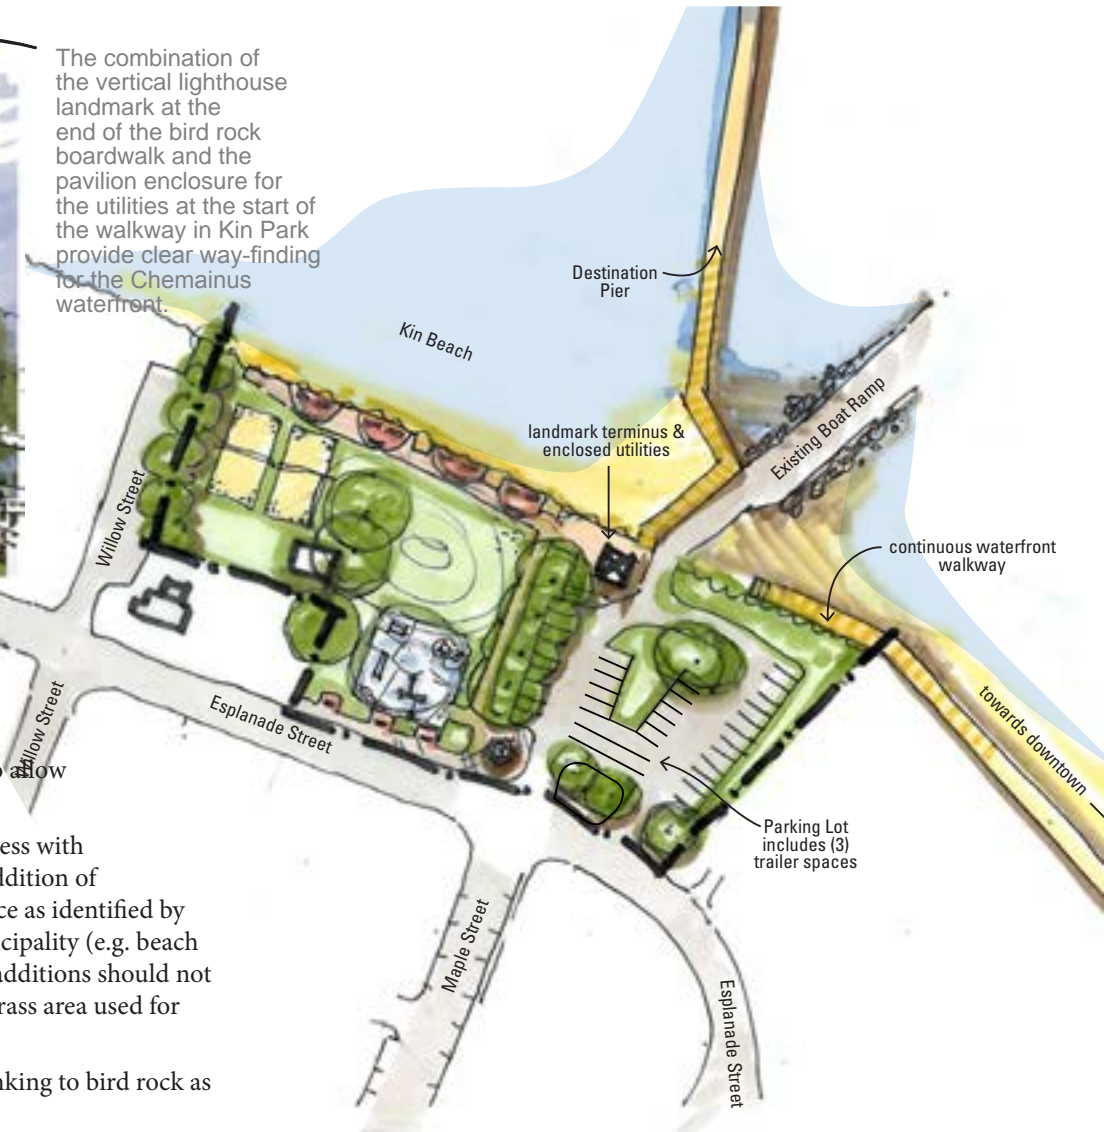 The combination of
the vertical lighthouse
landmark at the
end of the bird rock
boardwalk and the
pavilion enclosure for
the utilities at the start of
the walkway in Kin Park
provide clear way-finding
for the Chemainus
waterfront.
Destination
Pier
Kin Beach
landmark terminus &
enclosed utilities
Existing Boat Ramp
continuous waterfront
walkway
Willow Street
Esplanade Street
towards downtown
Willow Street
Parking Lot
includes (3)
trailer spaces
Maple Street
Esplanade Street
allow
ess with
ddition of
ce as identified by
icipality (e.g. beach
additions should not
rass area used for
nking to bird rock as